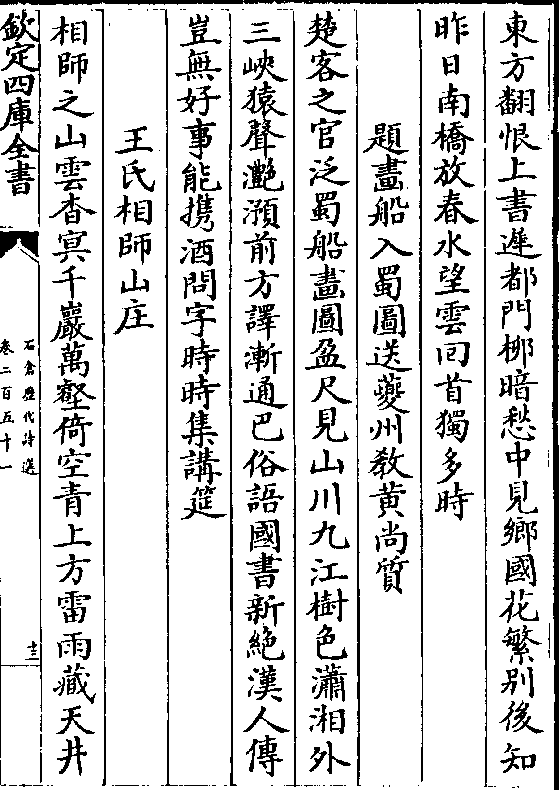 東方翻恨上書遲都門栁暗愁中見鄉國花繁别後知
昨日南橋放春水望雲囘首獨多時
題畫船入蜀圖送夔州教黄尚質
楚客之官泛蜀船畫圖盈尺見山川九江樹色瀟湘外
三峽猿聲灔澦前方譯漸通巴俗語國書新絶漢人傳
豈無好事能携酒問字時時集講筵
王氏相師山庄
相師之山雲杳冥千巖萬壑倚空青上方雷雨藏天井
欽定四庫全書
石倉歷代詩選
卷二百五十一
十三